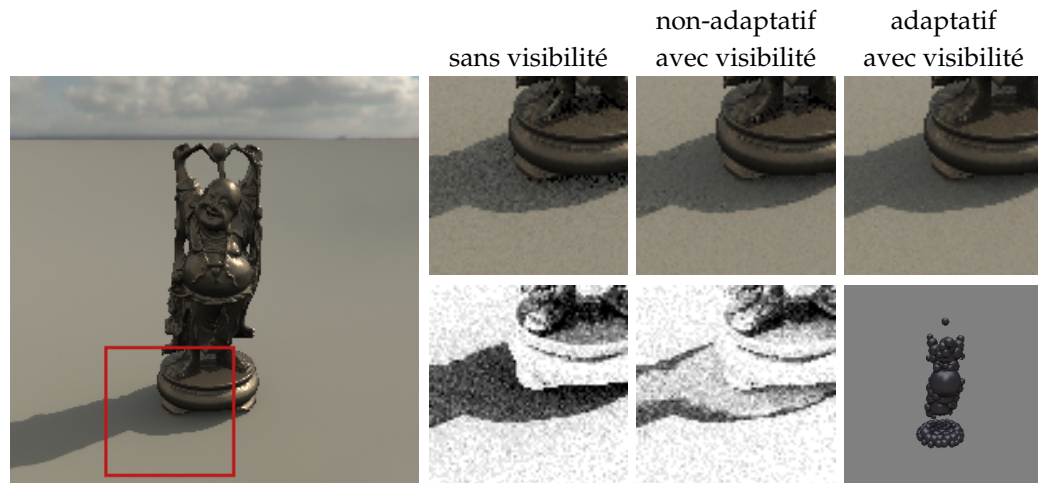 non-adaptatif
adaptatif
sans visibilité
avec visibilité
avec visibilité